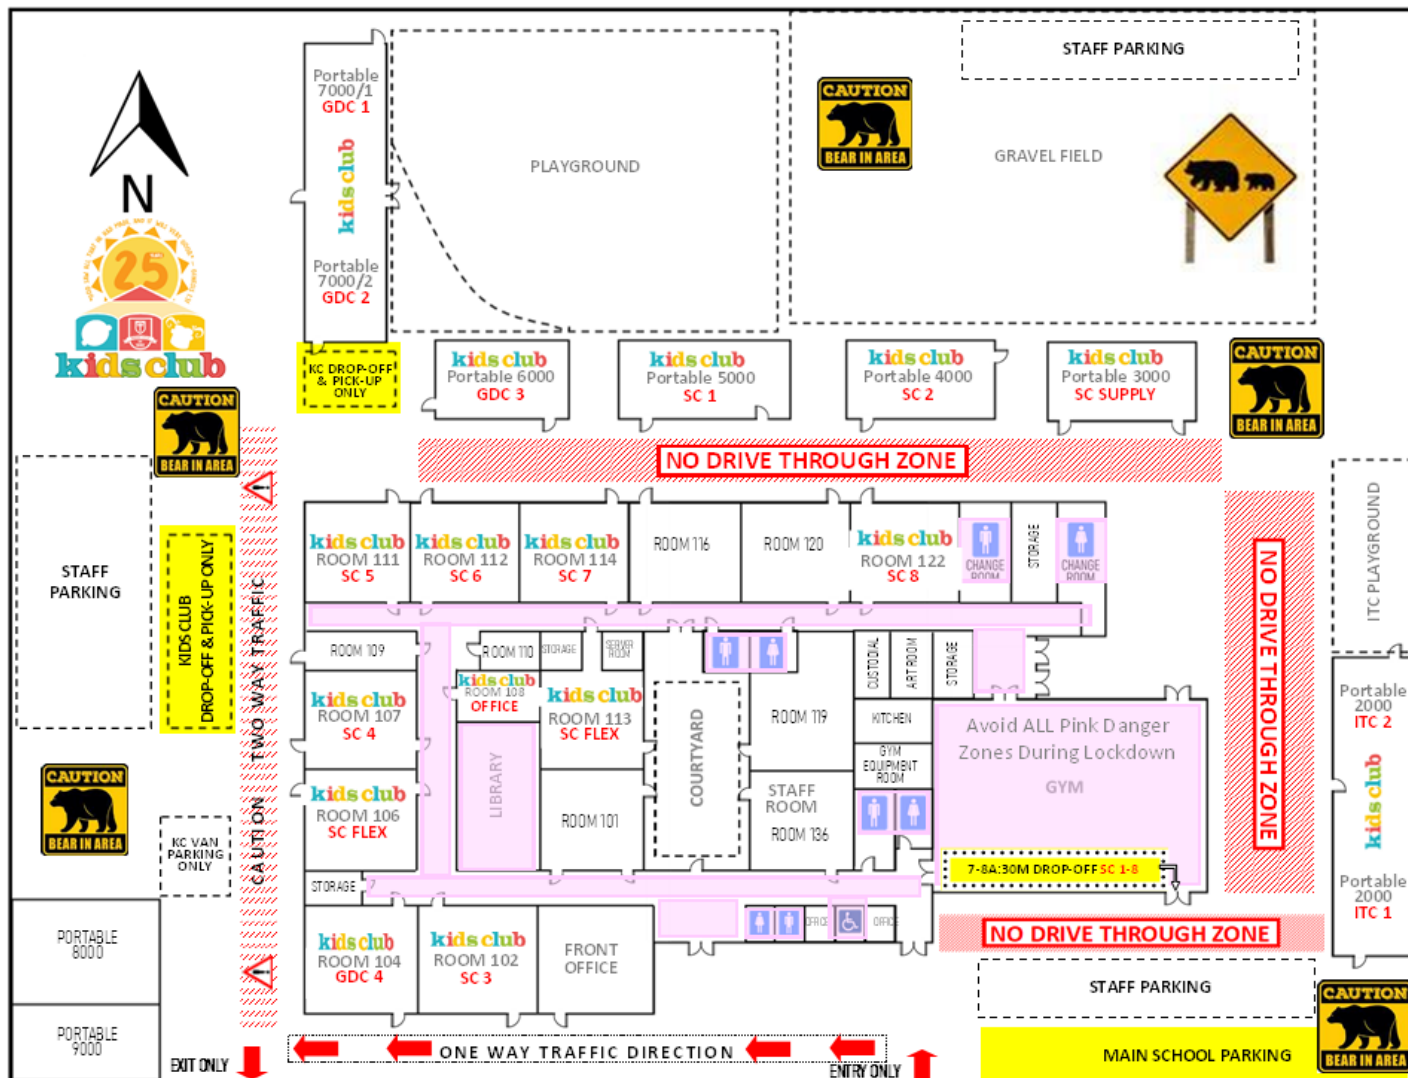 STAFF PARKING
CAUTION
BEAR IN AREA
GRAVEL FIELD
PLAYGROUND
Portable
7000/1
GDC 1
kids club
Portable
7000/2
GDC 2
N
25
kids club
KC DROP-OFF
& PICK-UP
ONLY
kids club
Portable 6000
GDC 3
kids club
Portable 5000
SC 1
kids club
Portable 4000
SC 2
kids club
Portable 3000
SC SUPPLY
CAUTION
BEAR IN AREA
CAUTION
BEAR IN AREA
NO DRIVE THROUGH ZONE
STAFF
PARKING
KIDS CLUB
DROP-OFF & PICK-UP ONLY
CAUTION TWO WAY TRAFFIC
kids club
ROOM 111
SC 5
kids club
ROOM 112
SC 6
kids club
ROOM 114
SC 7
ROOM 116
ROOM 120
kids club
ROOM 122
SC 8
CHANGE
ROOM
STORAGE
CHANGE
ROOM
NO DRIVE THROUGH ZONE
ITC PLAYGROUND
ROOM 109
ROOM 110
STORAGE
SERVER
ROOM
CUSTODIAL
ART ROOM
STORAGE
kids club
ROOM 107
SC 4
kids club
ROOM 108
OFFICE
kids club
ROOM 113
SC FLEX
COURTYARD
ROOM 119
KITCHEN
GYM
EQUIPMENT
ROOM
Avoid ALL Pink Danger
Zones During Lockdown
GYM
Portable
2000
ITC 2
kids club
Portable
2000
ITC 1
CAUTION
BEAR IN AREA
kids club
ROOM 106
SC FLEX
LIBRARY
ROOM 101
STAFF
ROOM
ROOM 136
KC VAN
PARKING
ONLY
7-8A:30M DROP-OFF SC 1-8
STORAGE
PORTABLE
8000
kids club
ROOM 104
GDC 4
kids club
ROOM 102
SC 3
FRONT
OFFICE
OFFICE
OFFICE
NO DRIVE THROUGH ZONE
STAFF PARKING
CAUTION
BEAR IN AREA
PORTABLE
9000
EXIT ONLY
ONE WAY TRAFFIC DIRECTION
ENTRY ONLY
MAIN SCHOOL PARKING